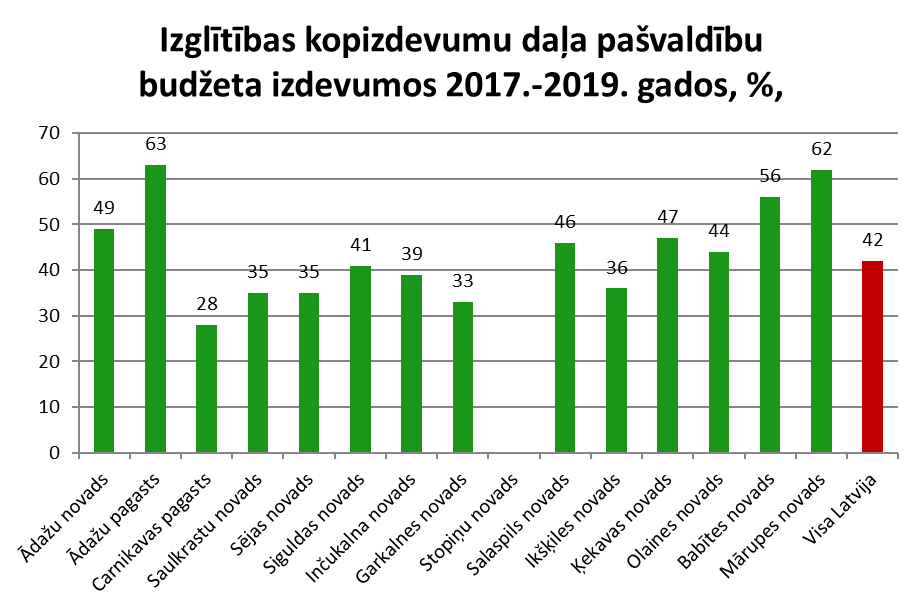 Izglītības kopizdevumu daļa pašvaldību
budžeta izdevumos 2017.-2019. gados, %,
70
60
50
40
30
20
10
0
49
63
28
35
35
41
39
33
46
36
47
44
56
62
42
Ādažu novads
Ādažu pagasts
Carnikavas pagasts
Saulkrastu novads
Sējas novads
Siguldas novads
Inčukalna novads
Garkalnes novads
Stopiņu novads
Salaspils novads
Ikšķiles novads
Ķekavas novads
Olaines novads
Babītes novads
Mārupes novads
Visa Latvija